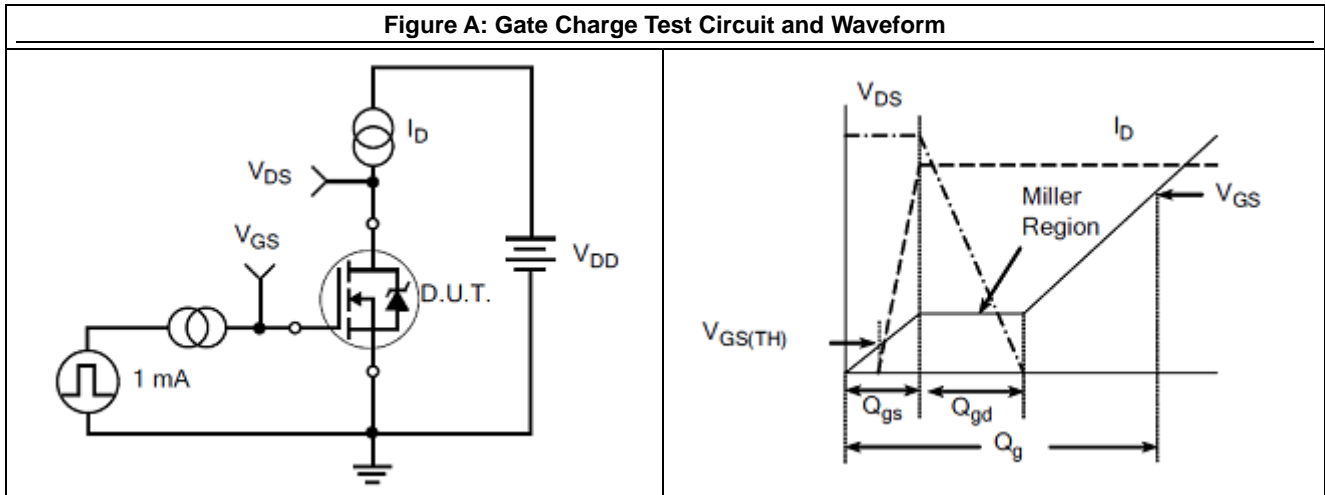 Figure A: Gate Charge Test Circuit and Waveform
I_D
V_DS
V_GS
V_DD
D.U.T.
1 mA
V_DS
I_D
Miller
Region
V_GS
V_GS(TH)
Q_gs
Q_gd
Q_g